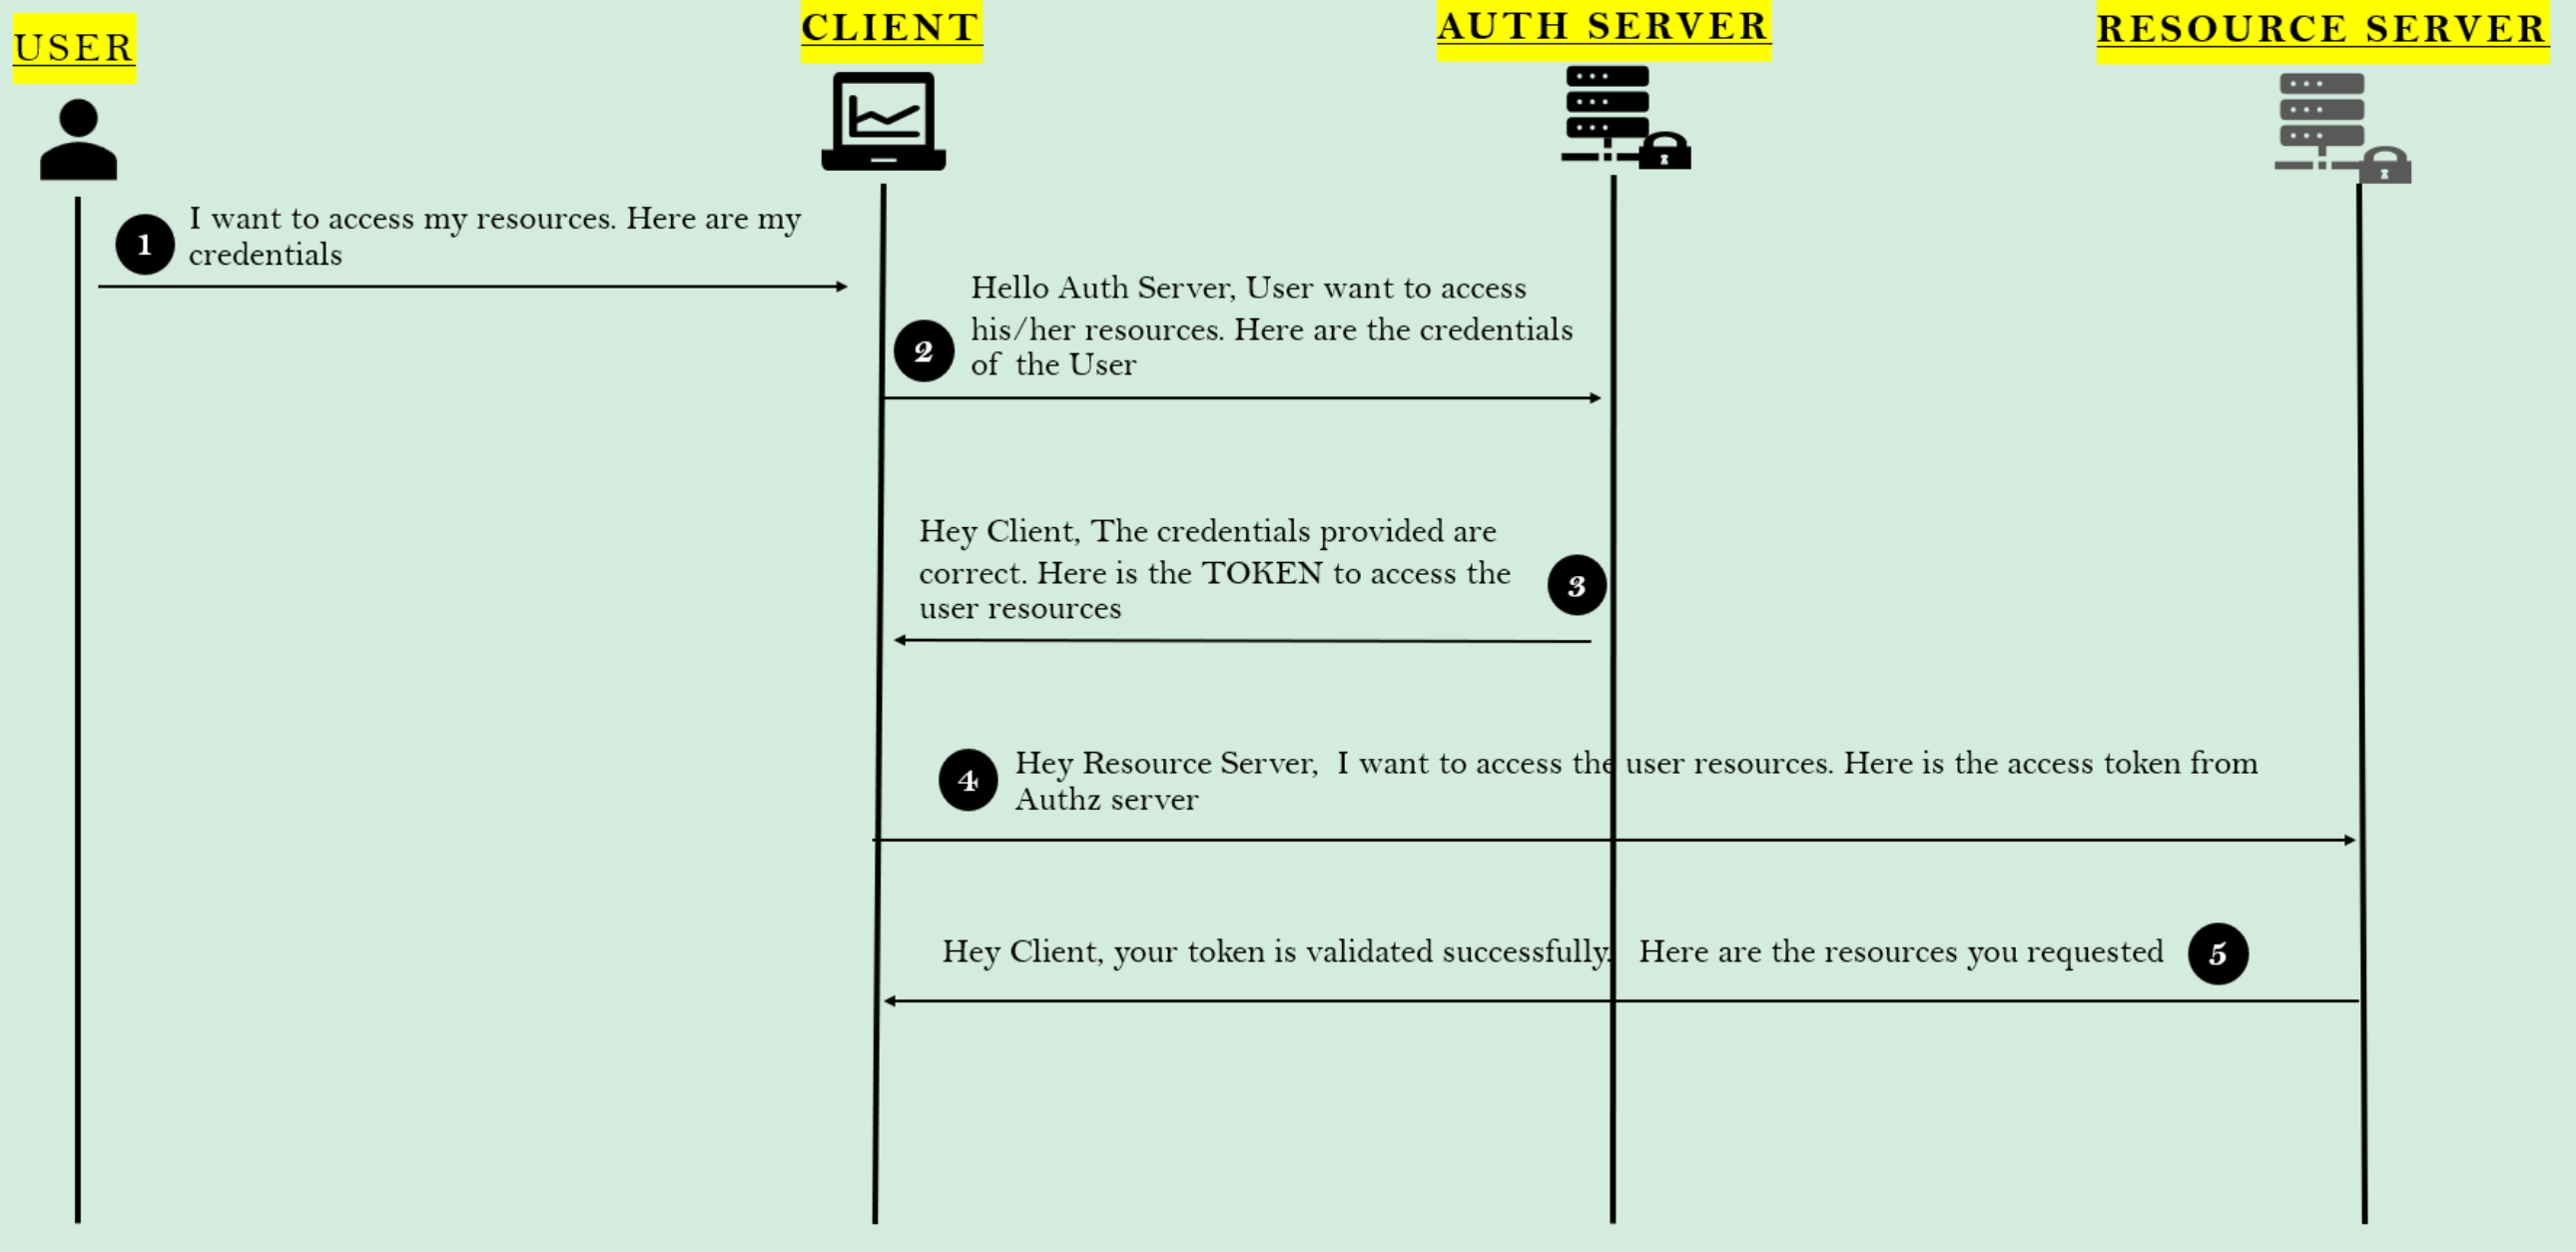 USER
CLIENT
AUTH SERVER
RESOURCE SERVER
1
I want to access my resources. Here are my
credentials
2
Hello Auth Server, User want to access
his/her resources. Here are the credentials
of the User
Hey Client, The credentials provided are
correct. Here is the TOKEN to access the
user resources
3
4
Hey Resource Server, I want to access the user resources. Here is the access token from
Authz server
Hey Client, your token is validated successfully. Here are the resources you requested
5